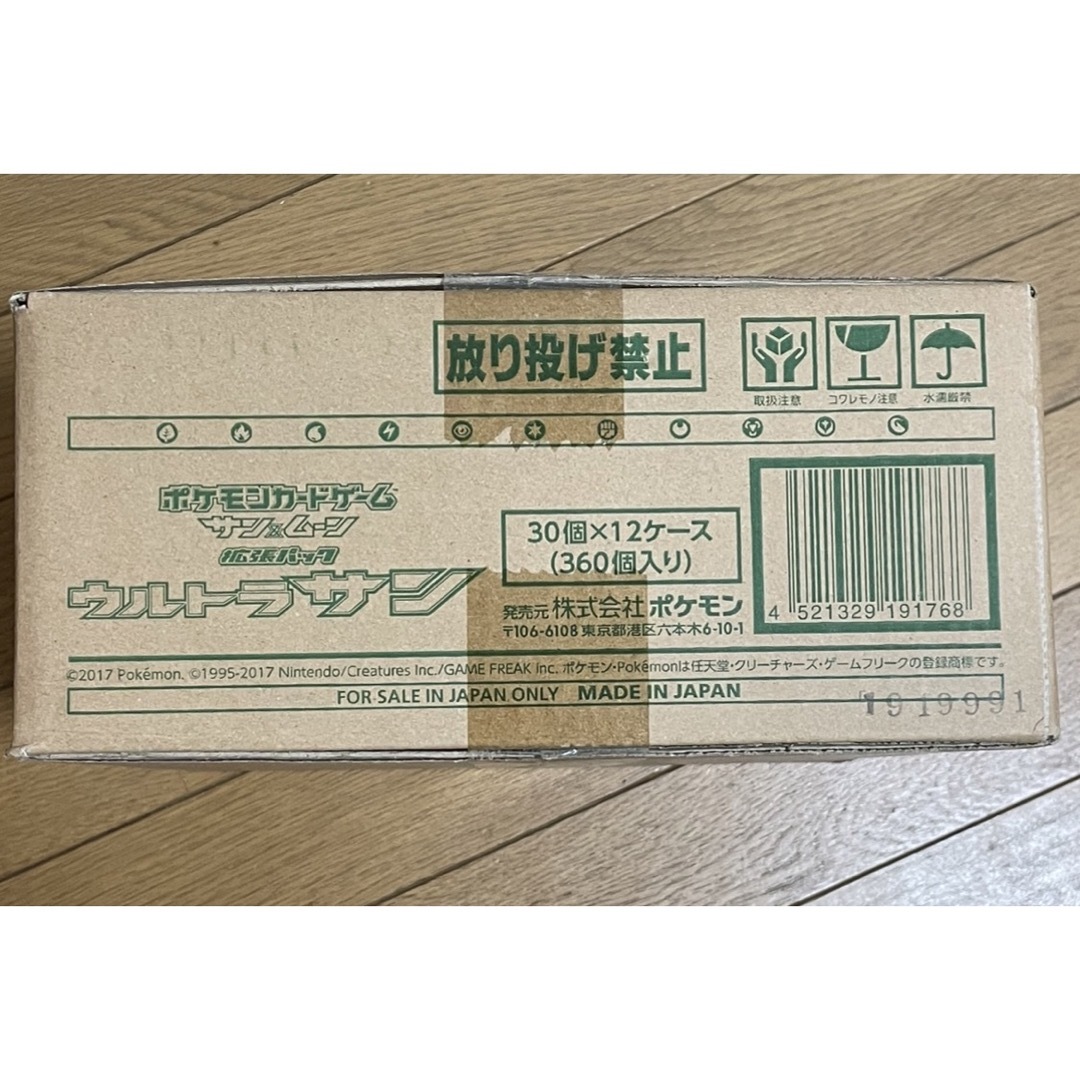 放り投げ禁止
取扱注意
コワレモノ注意
水濡厳禁
ポケモンカードゲーム
サン&ムーン
拡張パック
ウルトラサン
30個×12ケース
(360個入り)
発売元 株式会社ポケモン
〒106-6108 東京都港区六本木6-10-1
4 521329 191768
©2017 Pokémon. ©1995-2017 Nintendo/Creatures Inc./GAME FREAK inc. ポケモン・Pokémonは任天堂・クリーチャーズ・ゲームフリークの登録商標です。
FOR SALE IN JAPAN ONLY MADE IN JAPAN
1919991